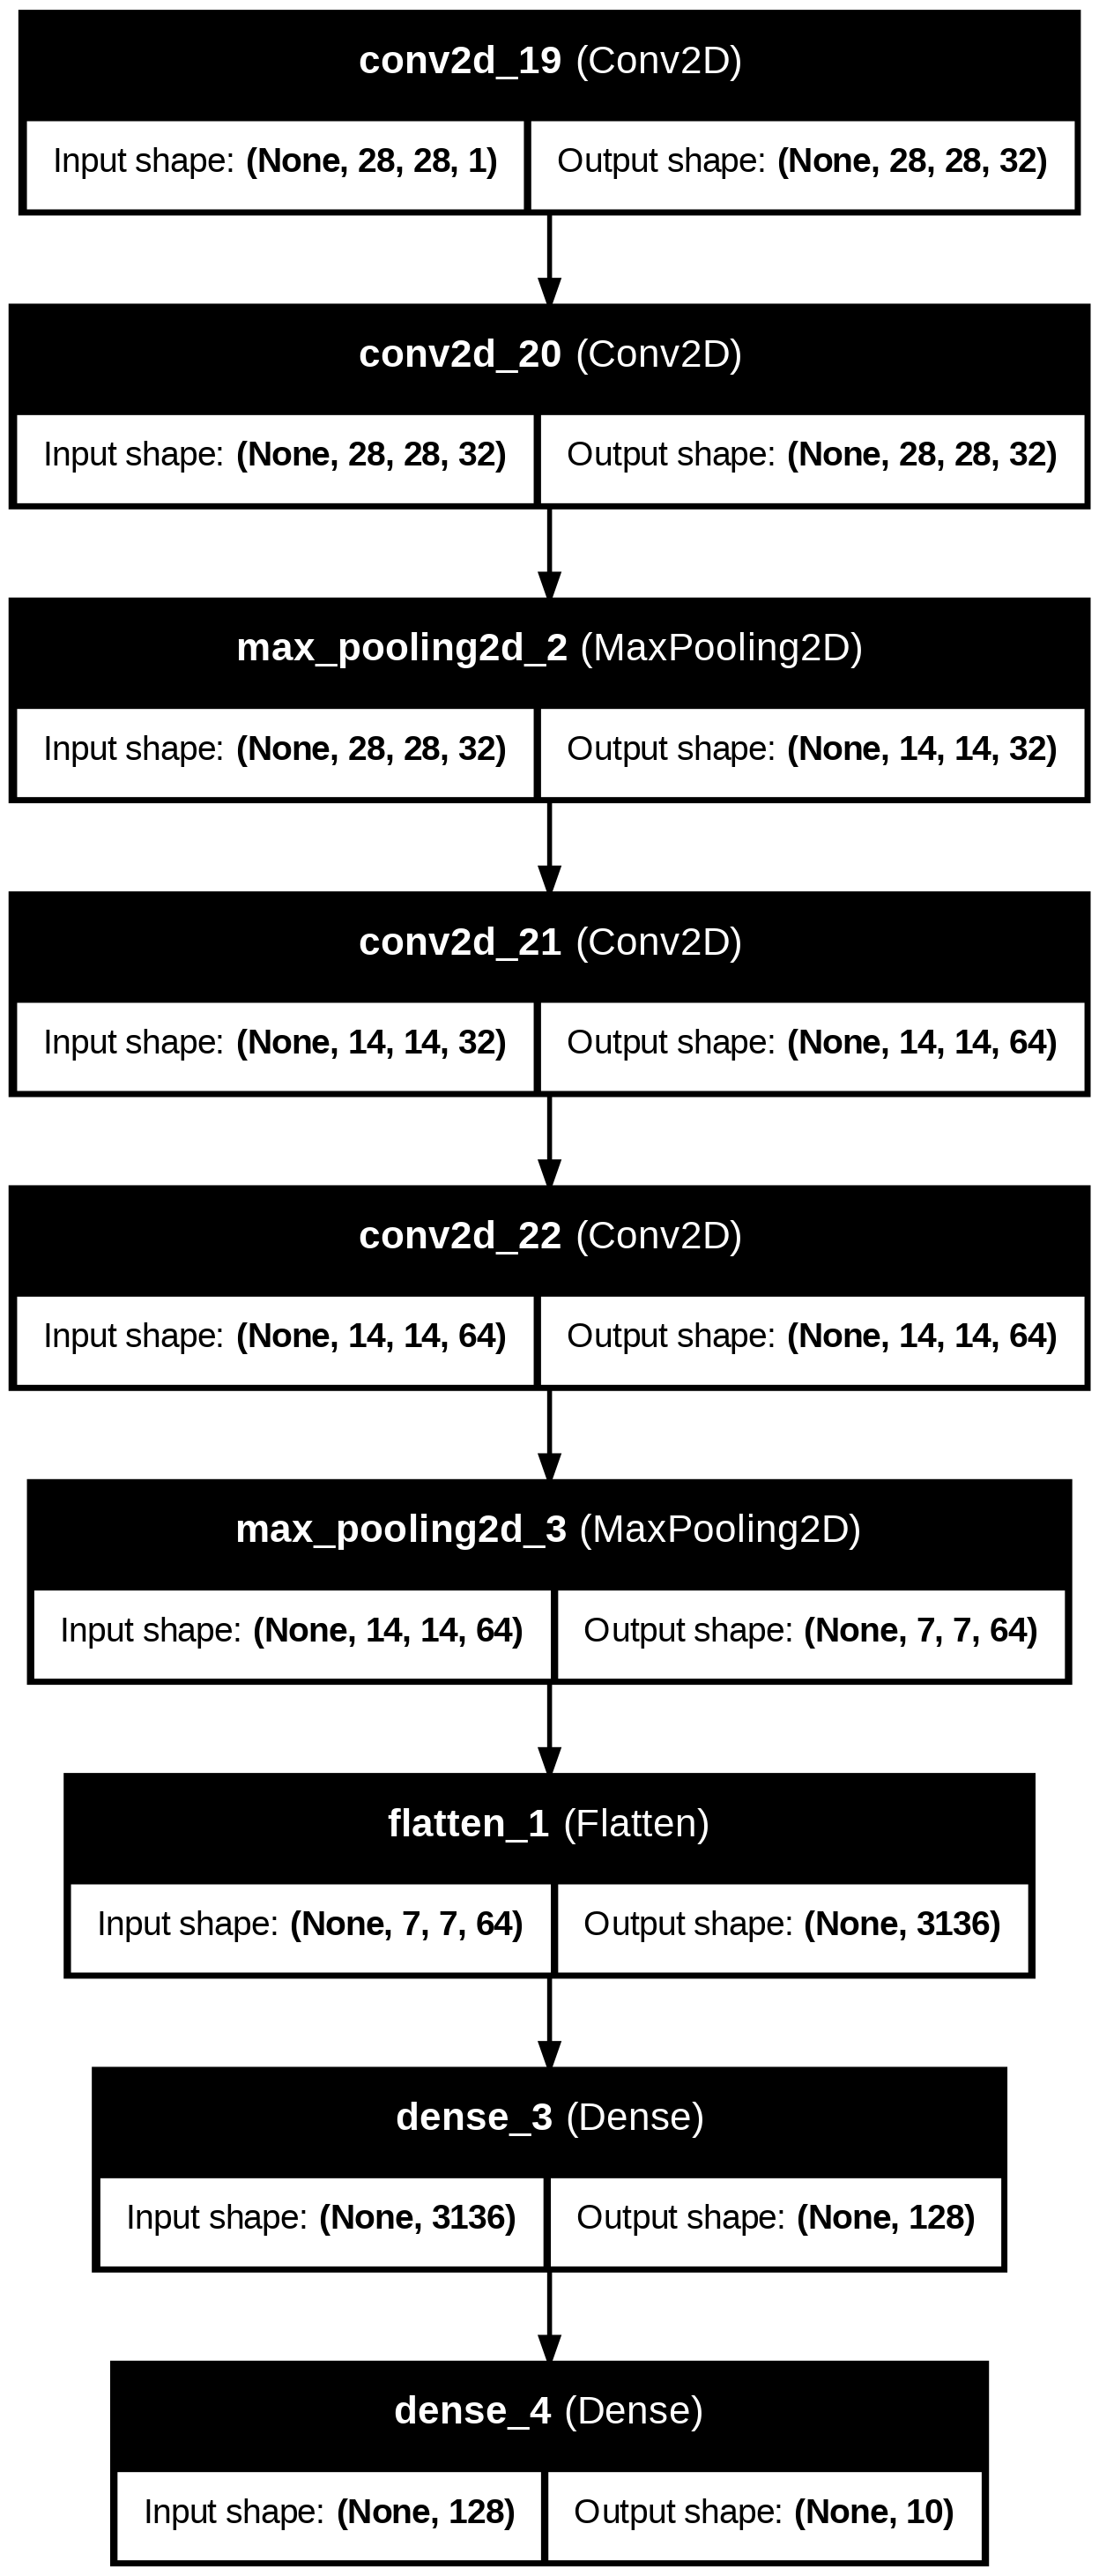 conv2d_19 (Conv2D)
Input shape: (None, 28, 28, 1) Output shape: (None, 28, 28, 32)
conv2d_20 (Conv2D)
Input shape: (None, 28, 28, 32) Output shape: (None, 28, 28, 32)
max_pooling2d_2 (MaxPooling2D)
Input shape: (None, 28, 28, 32) Output shape: (None, 14, 14, 32)
conv2d_21 (Conv2D)
Input shape: (None, 14, 14, 32) Output shape: (None, 14, 14, 64)
conv2d_22 (Conv2D)
Input shape: (None, 14, 14, 64) Output shape: (None, 14, 14, 64)
max_pooling2d_3 (MaxPooling2D)
Input shape: (None, 14, 14, 64) Output shape: (None, 7, 7, 64)
flatten_1 (Flatten)
Input shape: (None, 7, 7, 64) Output shape: (None, 3136)
dense_3 (Dense)
Input shape: (None, 3136) Output shape: (None, 128)
dense_4 (Dense)
Input shape: (None, 128) Output shape: (None, 10)